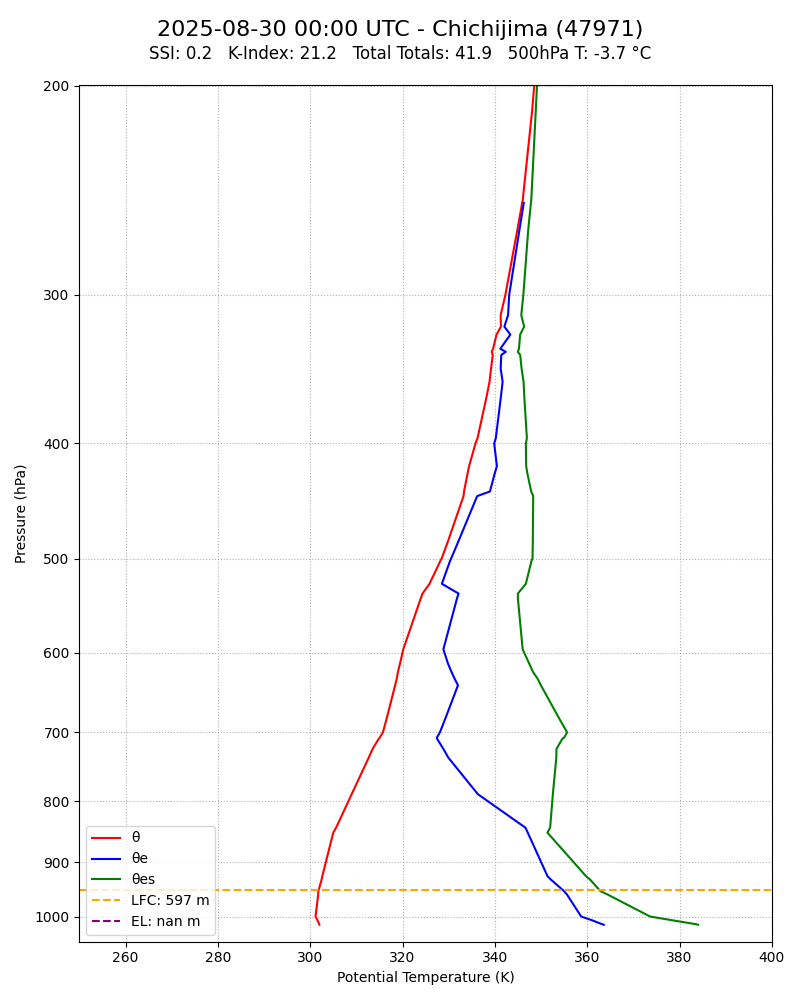 2025-08-30 00:00 UTC - Chichijima (47971)
SSI: 0.2   K-Index: 21.2   Total Totals: 41.9   500hPa T: -3.7 °C
200
300
400
500
600
700
800
900
1000
Pressure (hPa)
θ
θe
θes
LFC: 597 m
EL: nan m
260 280 300 320 340 360 380 400
Potential Temperature (K)